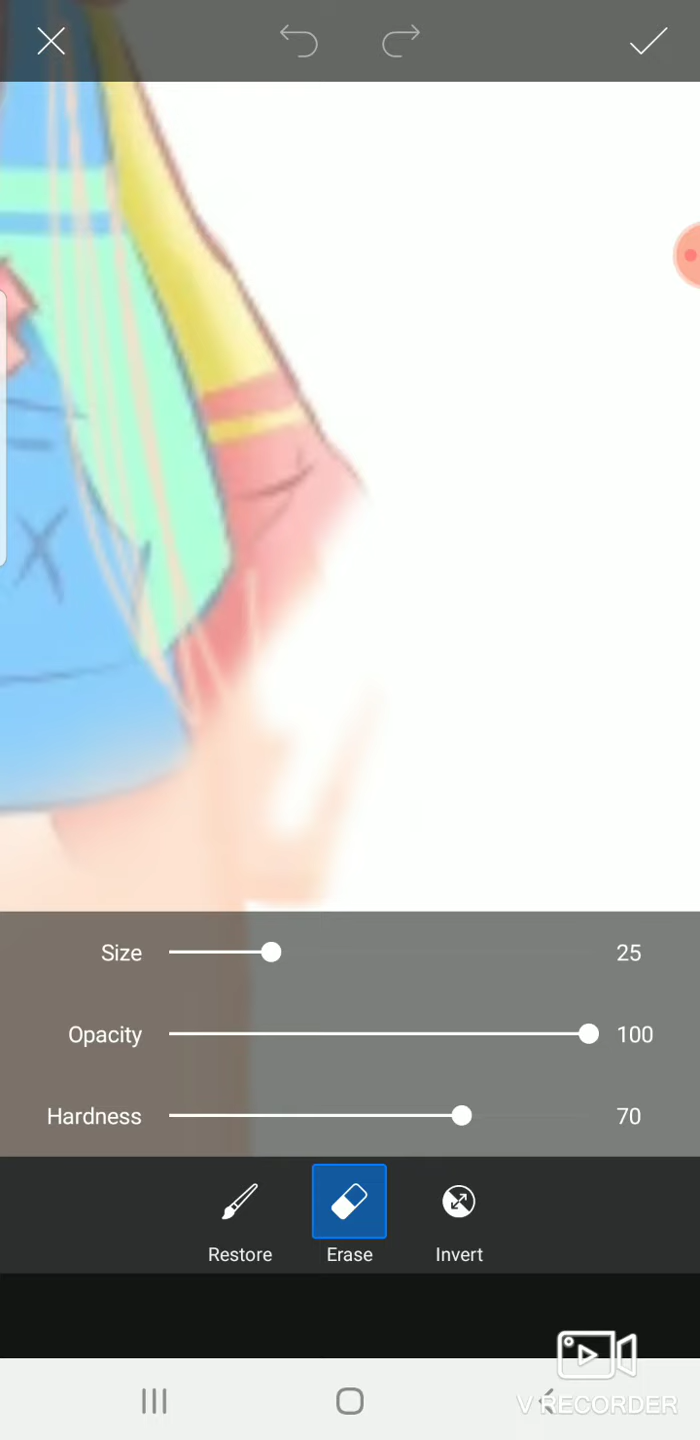 Size 25
Opacity 100
Hardness 70
Restore Erase Invert
V RECORDER